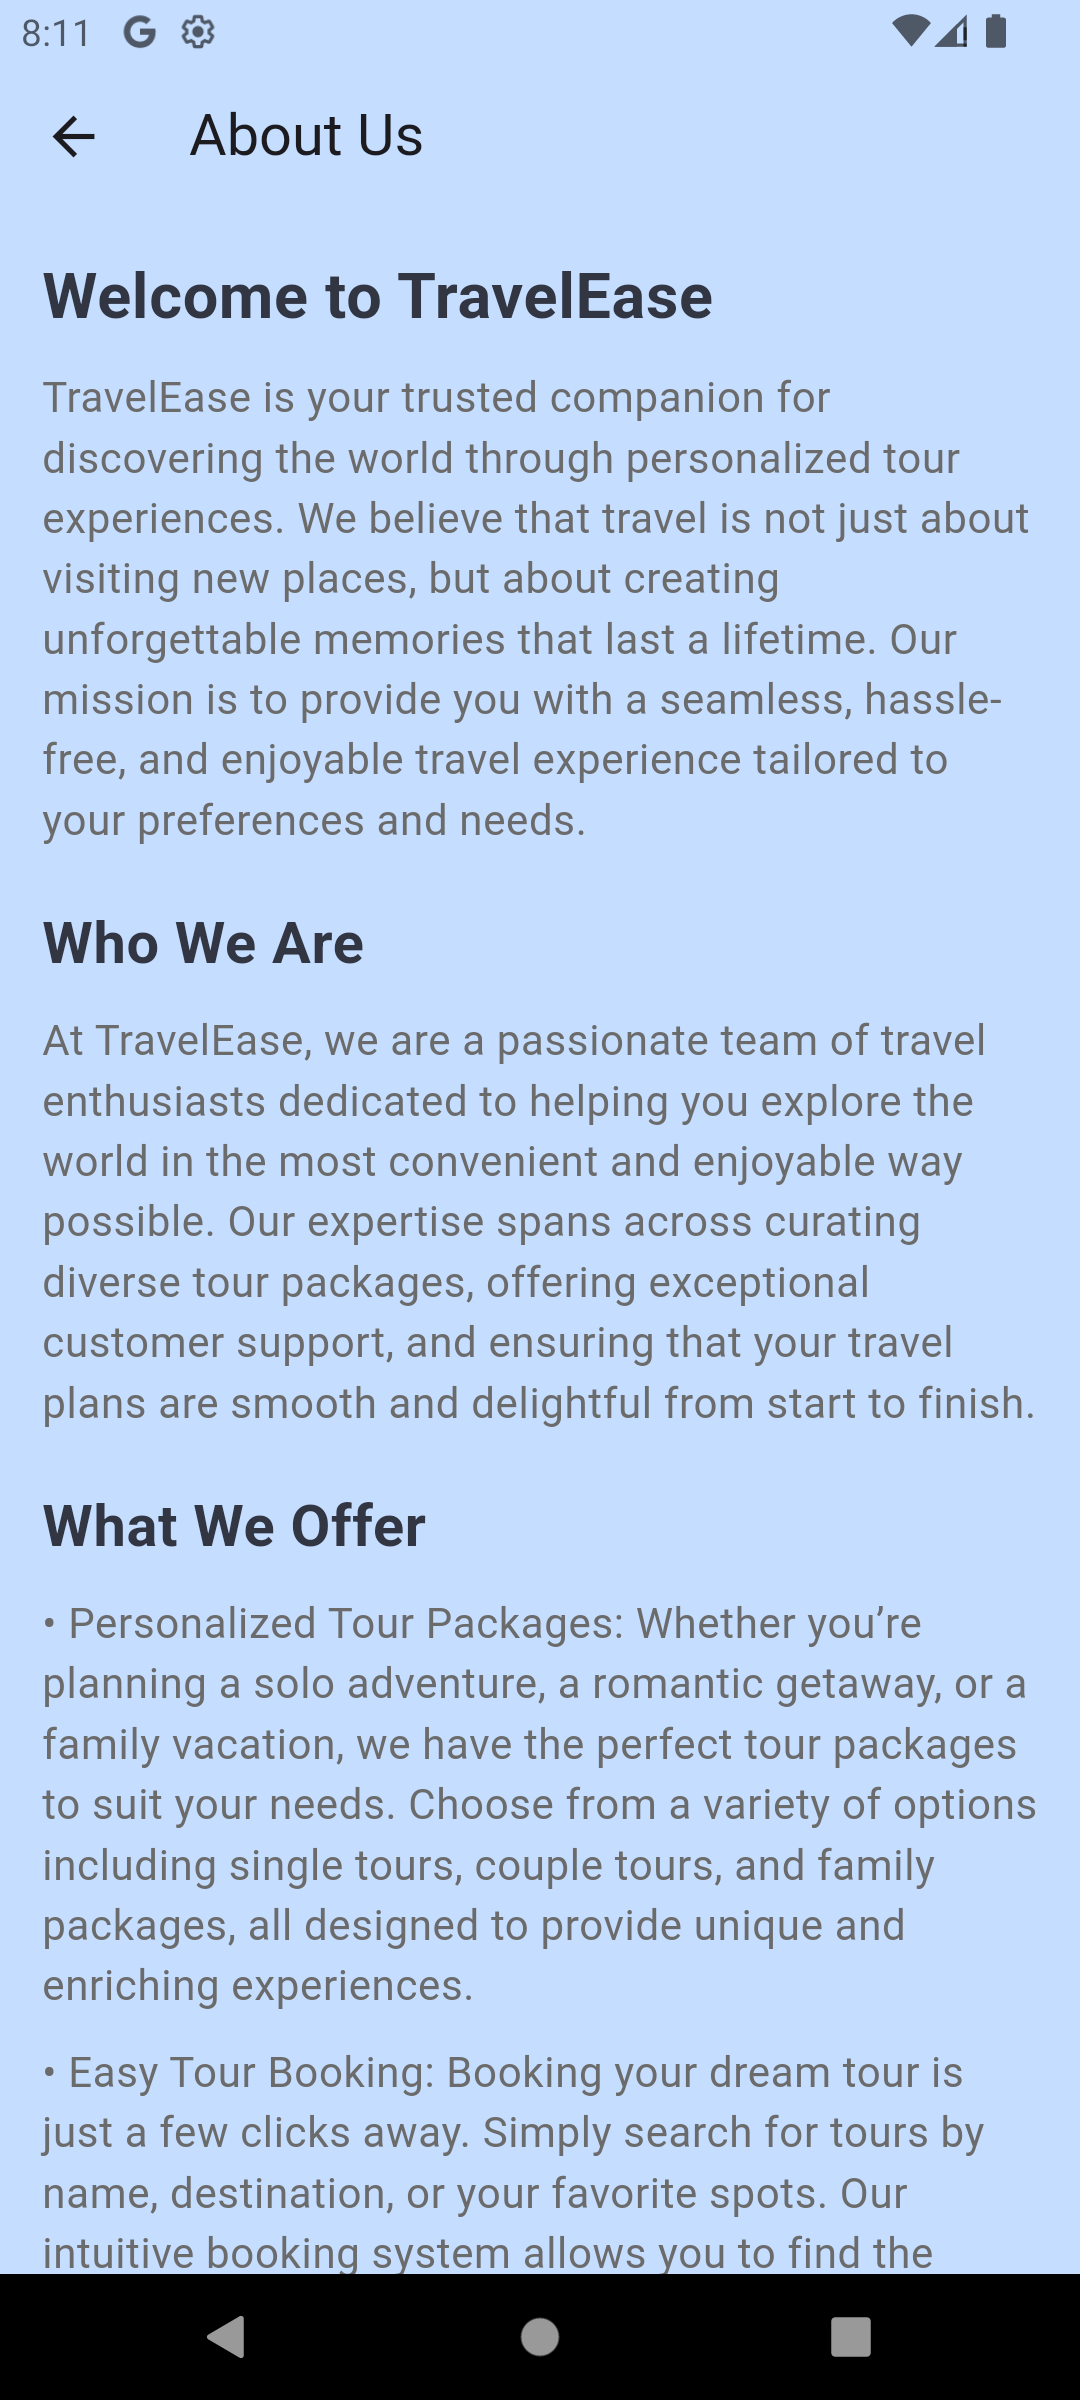 8:11
About Us
Welcome to TravelEase
TravelEase is your trusted companion for
discovering the world through personalized tour
experiences. We believe that travel is not just about
visiting new places, but about creating
unforgettable memories that last a lifetime. Our
mission is to provide you with a seamless, hassle-
free, and enjoyable travel experience tailored to
your preferences and needs.
Who We Are
At TravelEase, we are a passionate team of travel
enthusiasts dedicated to helping you explore the
world in the most convenient and enjoyable way
possible. Our expertise spans across curating
diverse tour packages, offering exceptional
customer support, and ensuring that your travel
plans are smooth and delightful from start to finish.
What We Offer
• Personalized Tour Packages: Whether you’re
planning a solo adventure, a romantic getaway, or a
family vacation, we have the perfect tour packages
to suit your needs. Choose from a variety of options
including single tours, couple tours, and family
packages, all designed to provide unique and
enriching experiences.
• Easy Tour Booking: Booking your dream tour is
just a few clicks away. Simply search for tours by
name, destination, or your favorite spots. Our
intuitive booking system allows you to find the